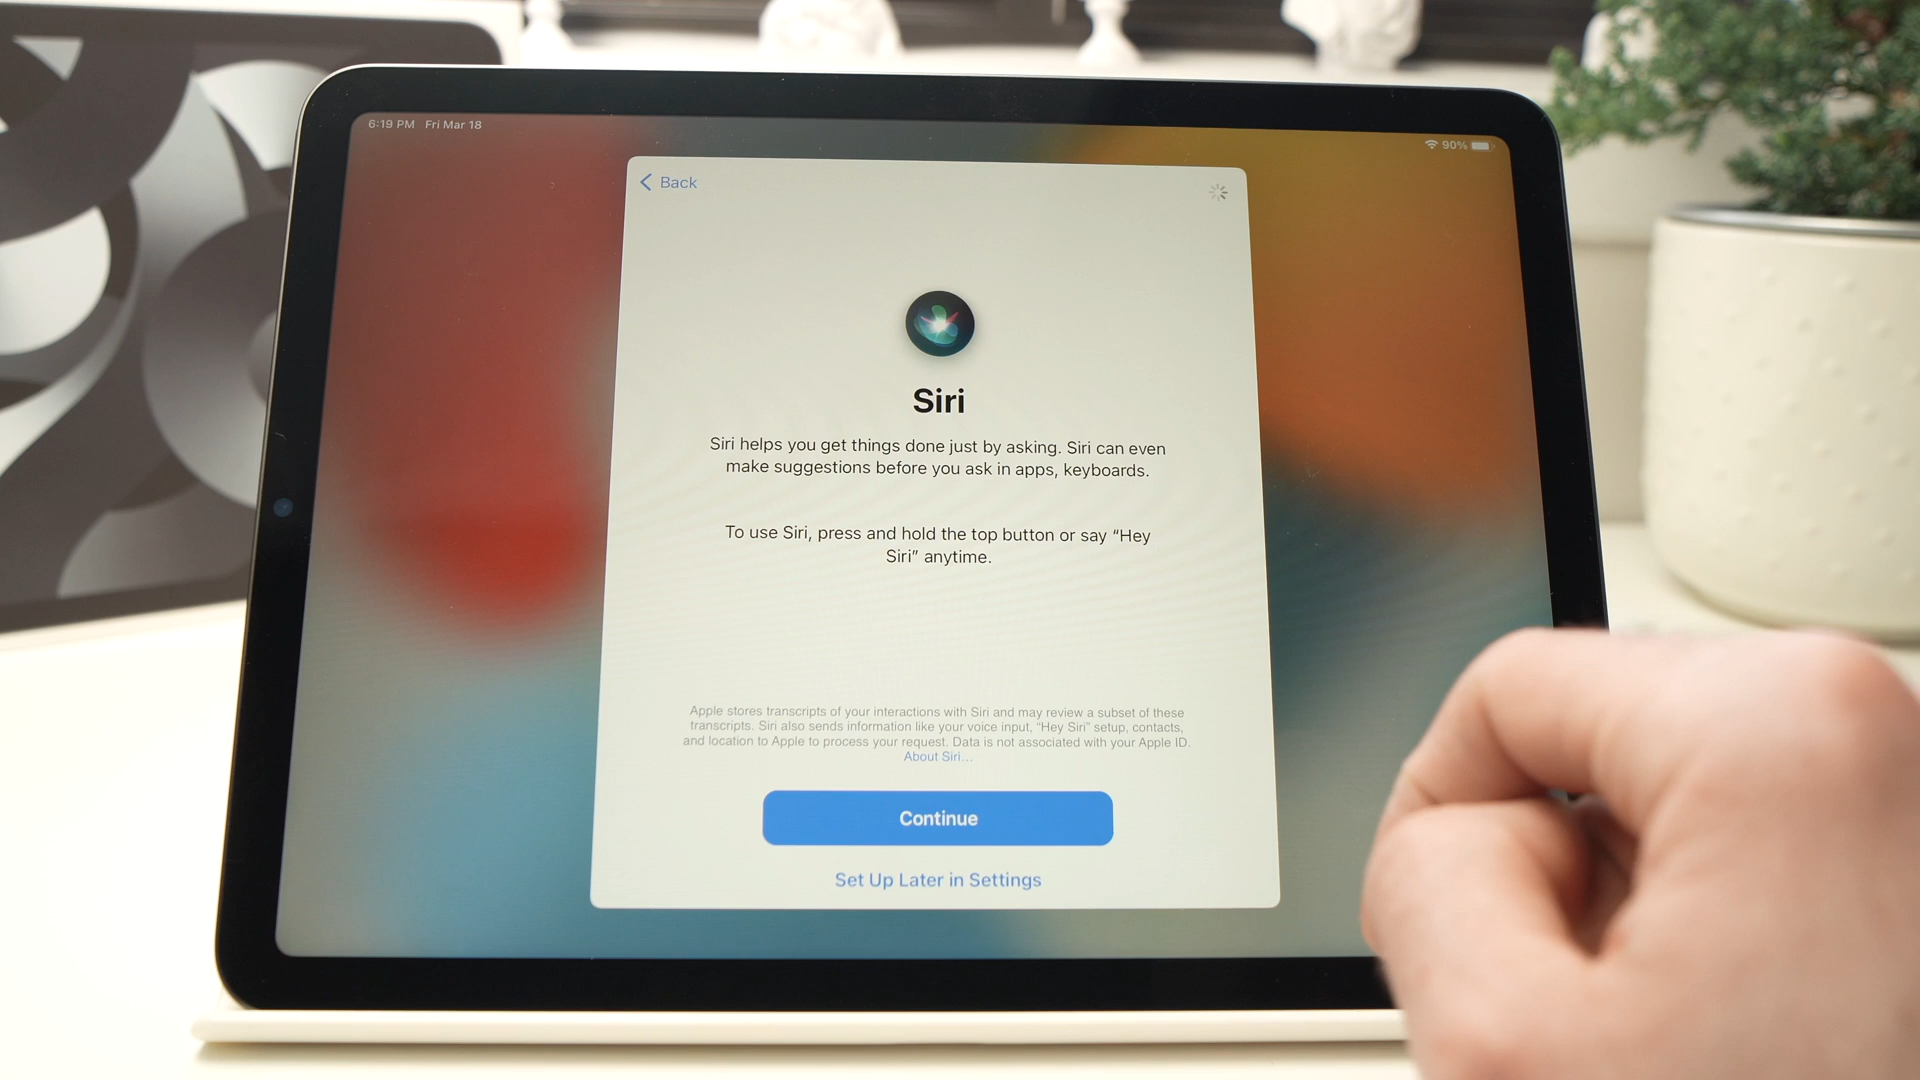 6:19 PM Fri Mar 18
90%
Back
Siri
Siri helps you get things done just by asking. Siri can even
make suggestions before you ask in apps, keyboards.
To use Siri, press and hold the top button or say “Hey
Siri” anytime.
Apple stores transcripts of your interactions with Siri and may review a subset of these
transcripts. Siri also sends information like your voice input, “Hey Siri” setup, contacts,
and location to Apple to process your request. Data is not associated with your Apple ID.
About Siri...
Continue
Set Up Later in Settings